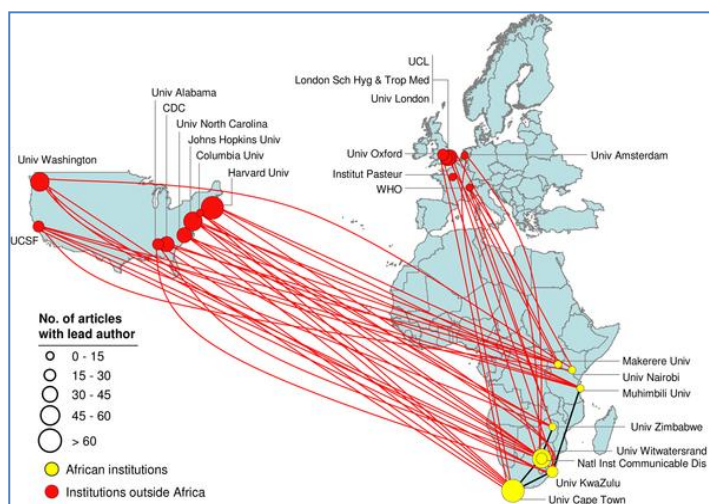 UCL
London Sch Hyg & Trop Med
Univ London
Univ Alabama
CDC
Univ North Carolina
Johns Hopkins Univ
Columbia Univ
Harvard Univ
Univ Washington
UCSF
Univ Oxford
Univ Amsterdam
Institut Pasteur
WHO
No. of articles
with lead author
0 - 15
15 - 30
30 - 45
45 - 60
> 60
African institutions
Institutions outside Africa
Makerere Univ
Univ Nairobi
Muhimbili Univ
Univ Zimbabwe
Univ Witwatersrand
Natl Inst Communicable Dis
Univ KwaZulu
Univ Cape Town